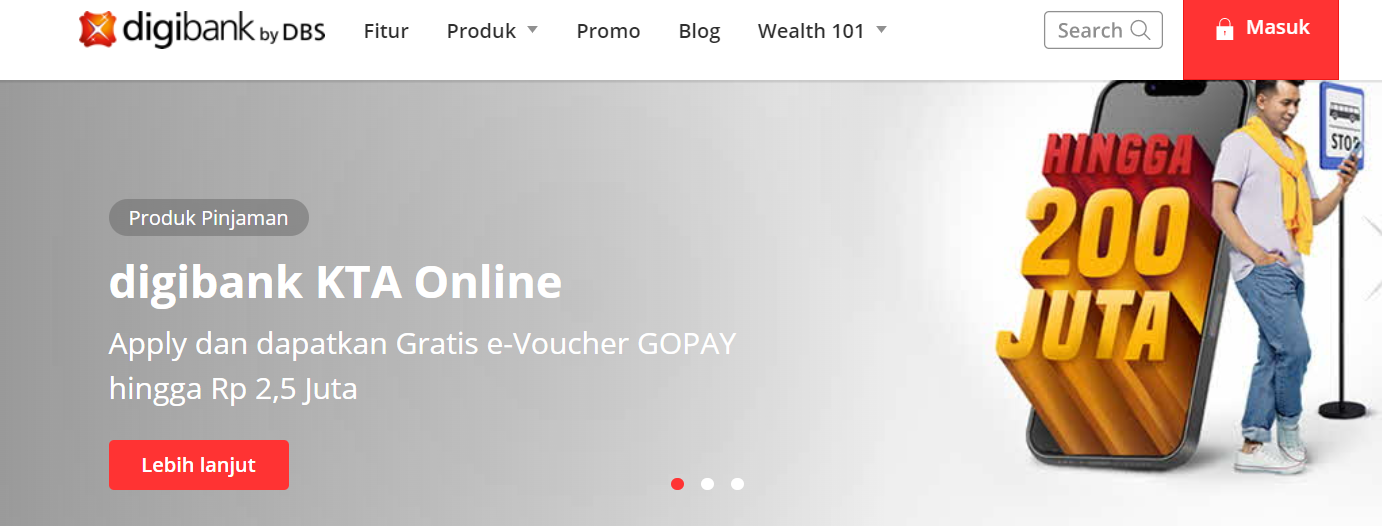 digibank by DBS
Fitur
Produk
Promo
Blog
Wealth 101
Search
Masuk
Produk Pinjaman
digibank KTA Online
Apply dan dapatkan Gratis e-Voucher GOPAY
hingga Rp 2,5 Juta
Lebih lanjut
HINGGA
200
JUTA
STOP